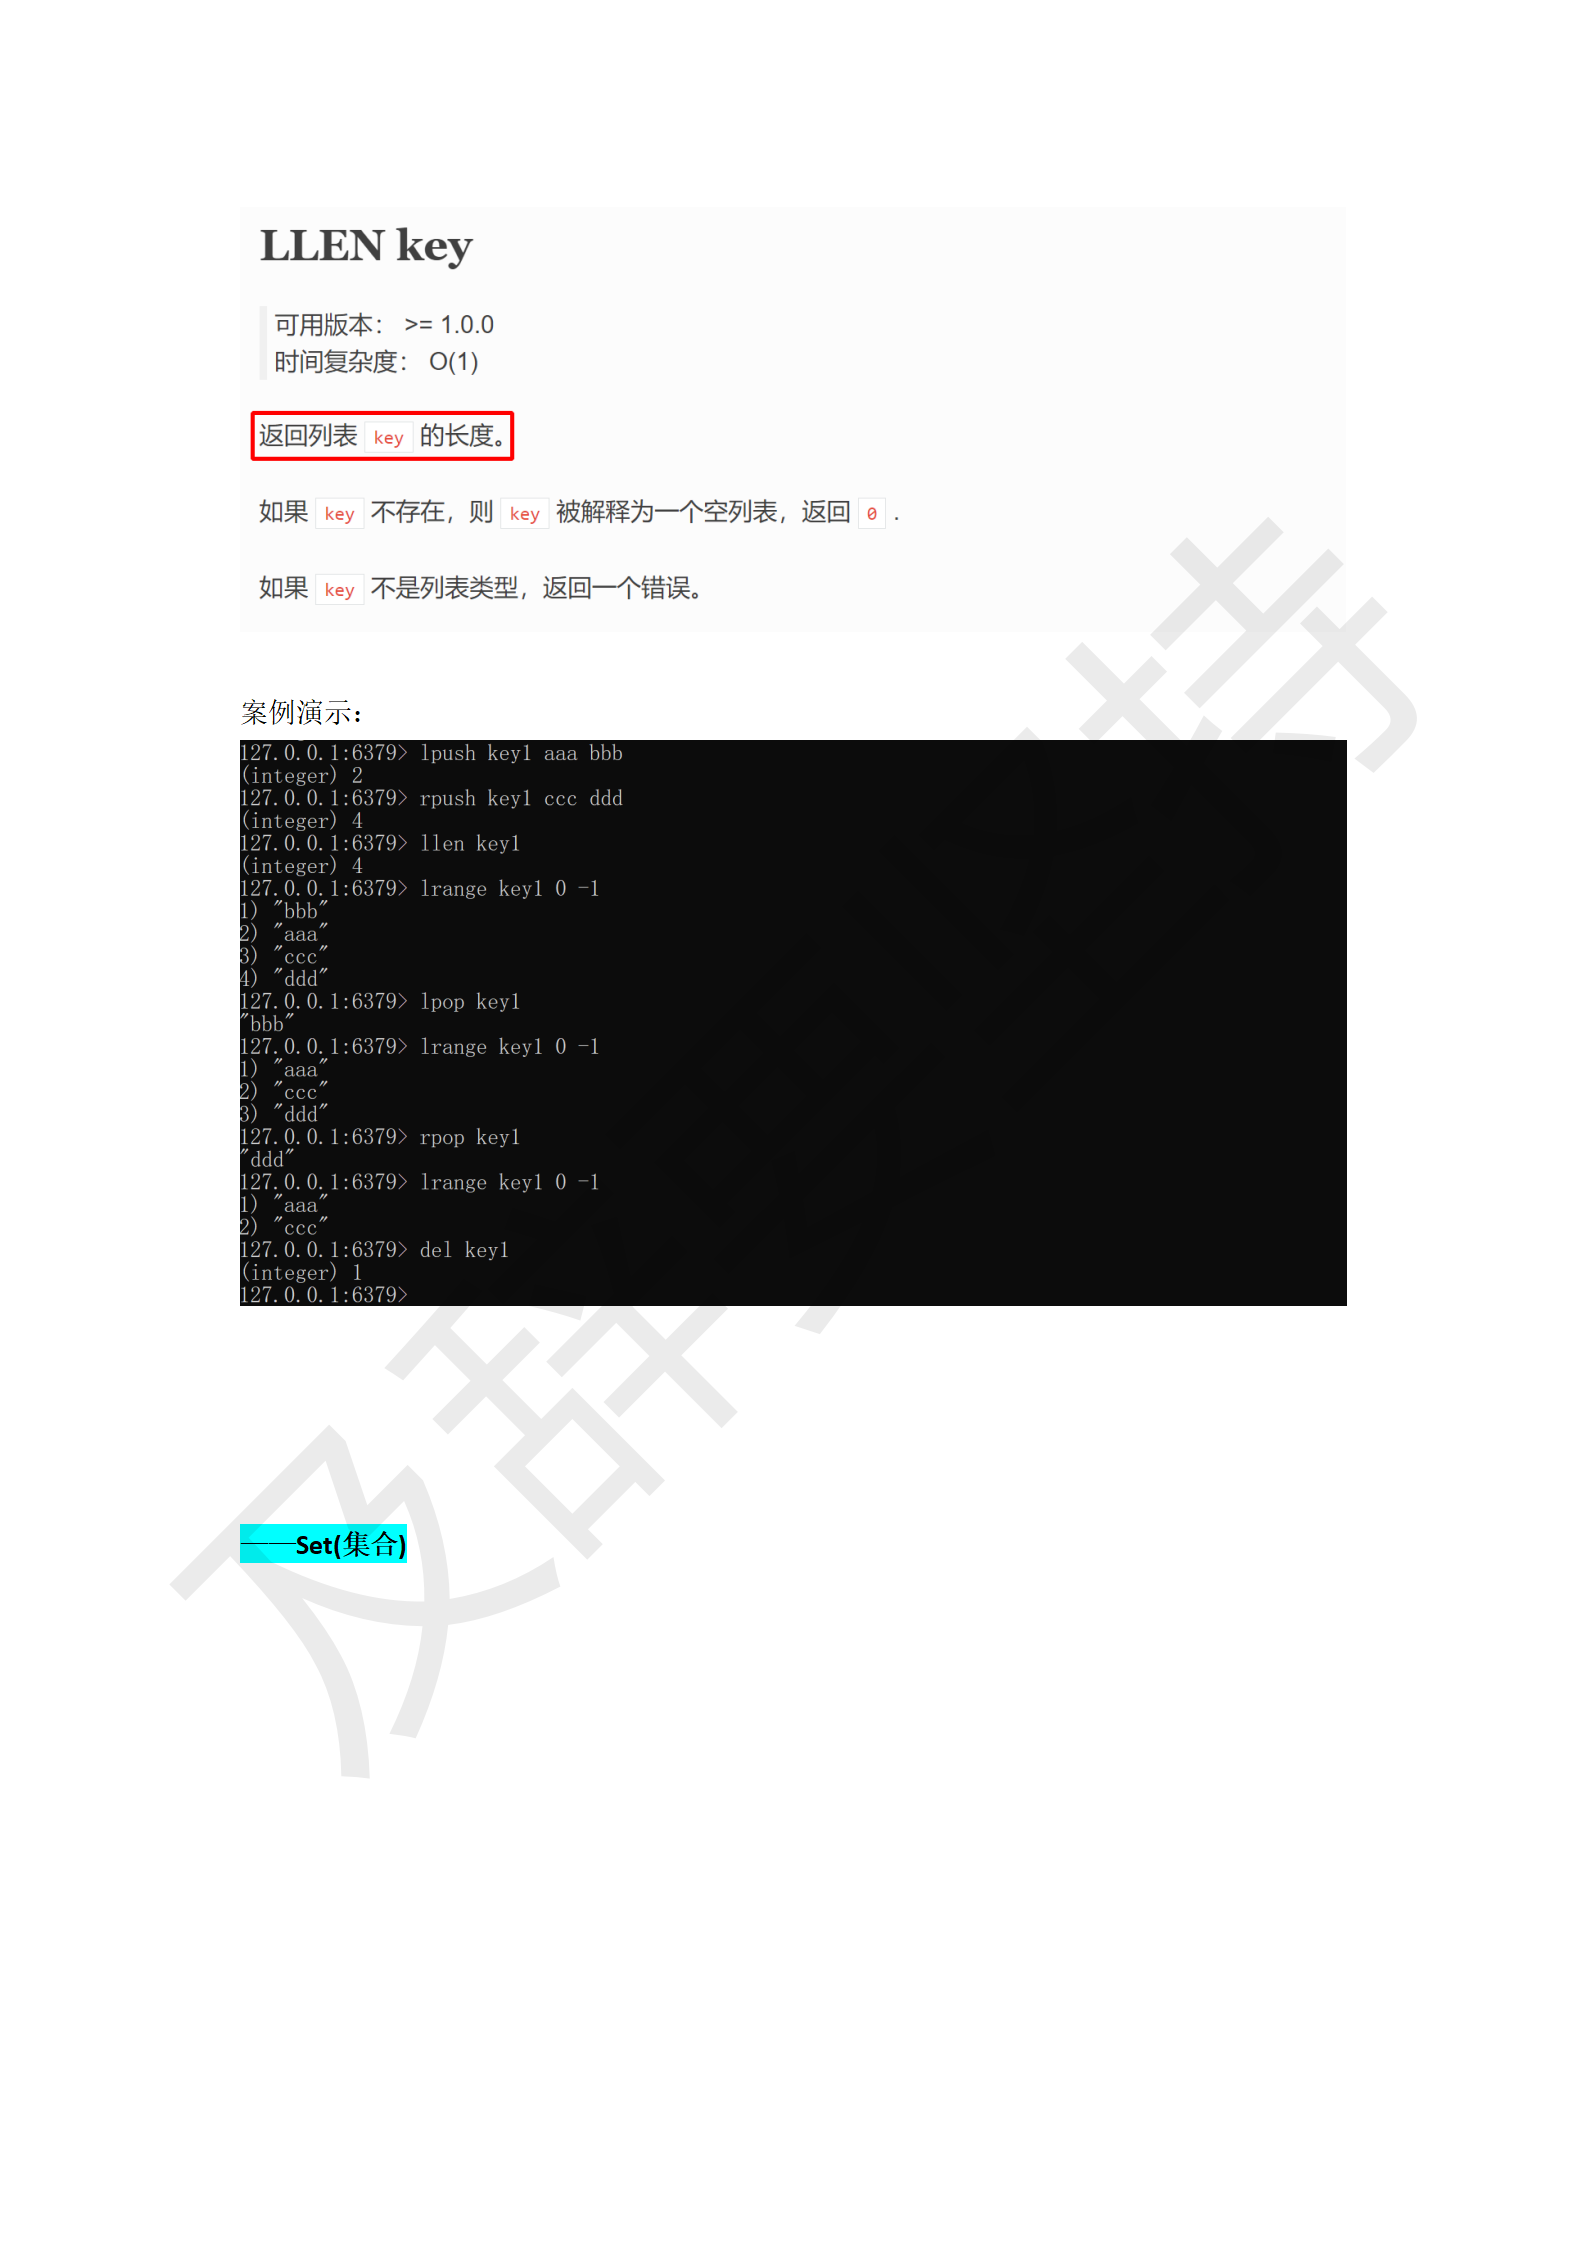 LLEN key
可用版本： >= 1.0.0
时间复杂度： O(1)
返回列表 key 的长度。
如果 key 不存在，则 key 被解释为一个空列表，返回 0 .
如果 key 不是列表类型，返回一个错误。
案例演示：
127.0.0.1:6379> lpush key1 aaa bbb
(integer) 2
127.0.0.1:6379> rpush key1 ccc ddd
(integer) 4
127.0.0.1:6379> llen key1
(integer) 4
127.0.0.1:6379> lrange key1 0 -1
1) "bbb"
2) "aaa"
3) "ccc"
4) "ddd"
127.0.0.1:6379> lpop key1
"bbb"
127.0.0.1:6379> lrange key1 0 -1
1) "aaa"
2) "ccc"
3) "ddd"
127.0.0.1:6379> rpop key1
"ddd"
127.0.0.1:6379> lrange key1 0 -1
1) "aaa"
2) "ccc"
127.0.0.1:6379> del key1
(integer) 1
127.0.0.1:6379>
——Set(集合)